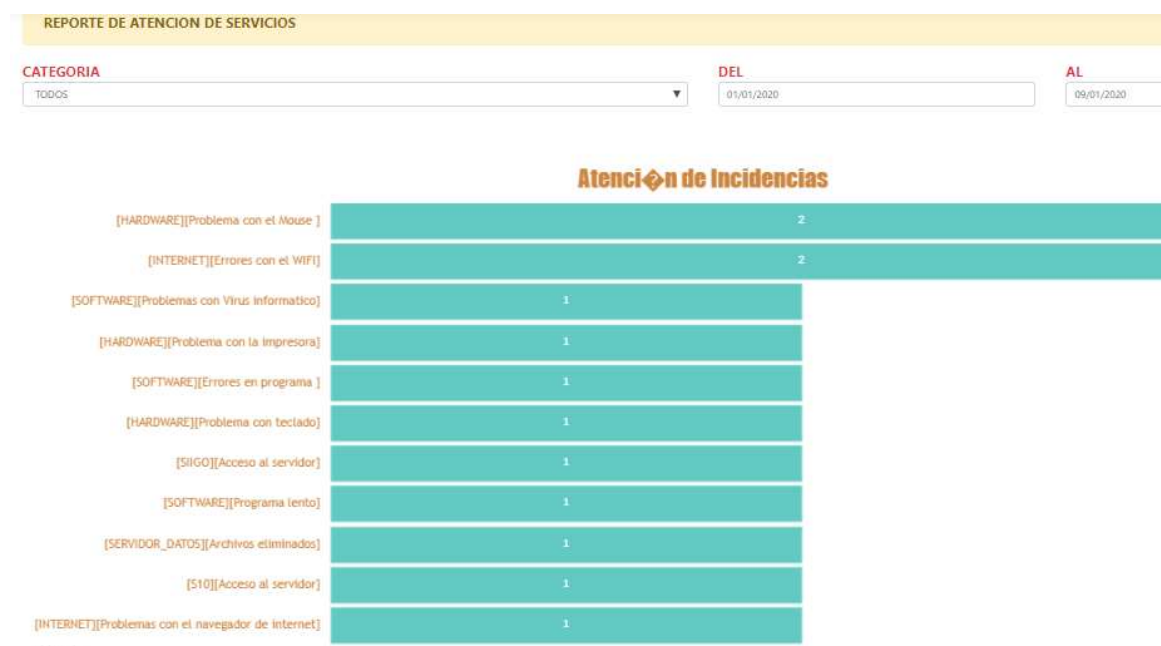 REPORTE DE ATENCION DE SERVICIOS
CATEGORIA DEL AL
TODOS ▼ 01/01/2020 09/01/2020
Atenci�n de Incidencias
[HARDWARE][Problema con el Mouse ] 2
[INTERNET][Errores con el WIFI] 2
[SOFTWARE][Problemas con Virus informatico] 1
[HARDWARE][Problema con la impresora] 1
[SOFTWARE][Errores en programa ] 1
[HARDWARE][Problema con teclado] 1
[SIIGO][Acceso al servidor] 1
[SOFTWARE][Programa lento] 1
[SERVIDOR_DATOS][Archivos eliminados] 1
[S10][Acceso al servidor] 1
[INTERNET][Problemas con el navegador de internet] 1